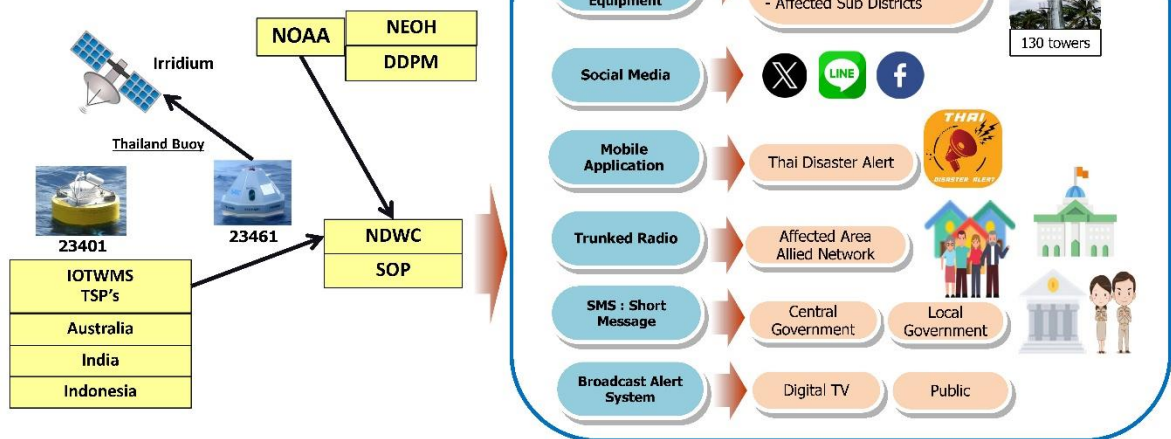 NOAA
NEOH
DDPM
Irridium
Thailand Buoy
23401
23461
IOTWMS
TSP's
Australia
India
Indonesia
NDWC
SOP
Equipment
- Affected Sub Districts
130 towers
Social Media
X
LINE
f
Mobile
Application
Thai Disaster Alert
THAI
DISASTER ALERT
Trunked Radio
Affected Area
Allied Network
SMS : Short
Message
Central
Government
Local
Government
Broadcast Alert
System
Digital TV
Public